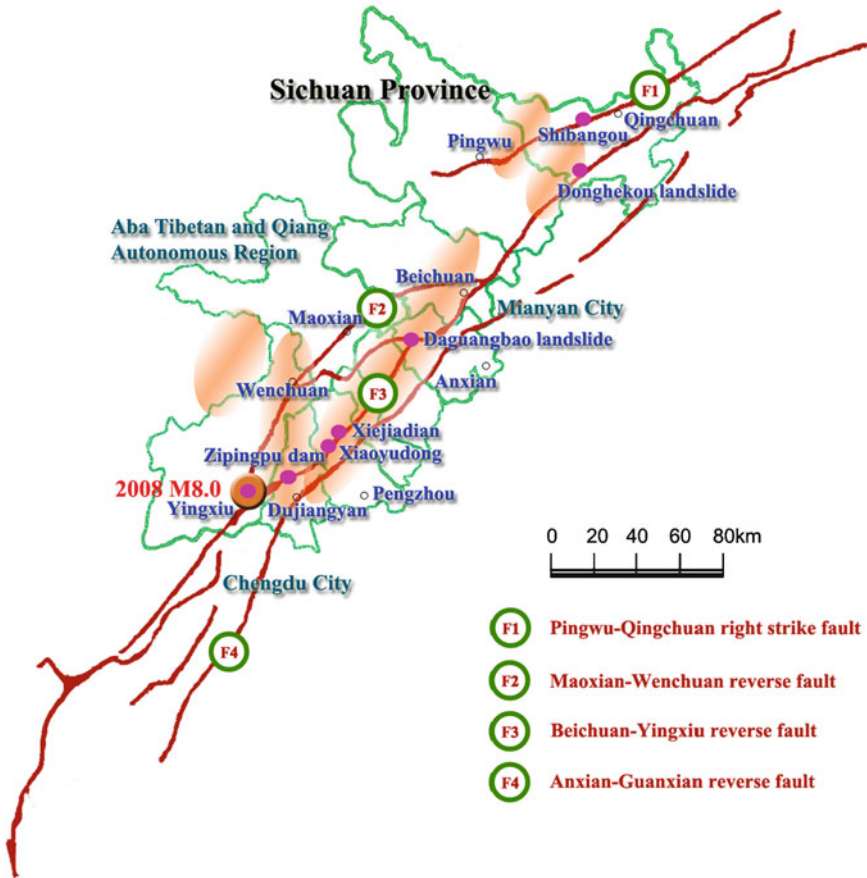 Sichuan Province
F1
Qingchuan
Shibangou
Pingwu
Donghekou landslide
Aba Tibetan and Qiang
Autonomous Region
Beichuan
F2
Mianyan City
Maoxian
Daguangbao landslide
Anxian
Wenchuan
F3
Xiejiadian
Zipingpu dam
Xiaoyudong
2008 M8.0
Pengzhou
Yingxiu
Dujiangyan
0 20 40 60 80km
Chengdu City
F4
F1 Pingwu-Qingchuan right strike fault
F2 Maoxian-Wenchuan reverse fault
F3 Beichuan-Yingxiu reverse fault
F4 Anxian-Guanxian reverse fault